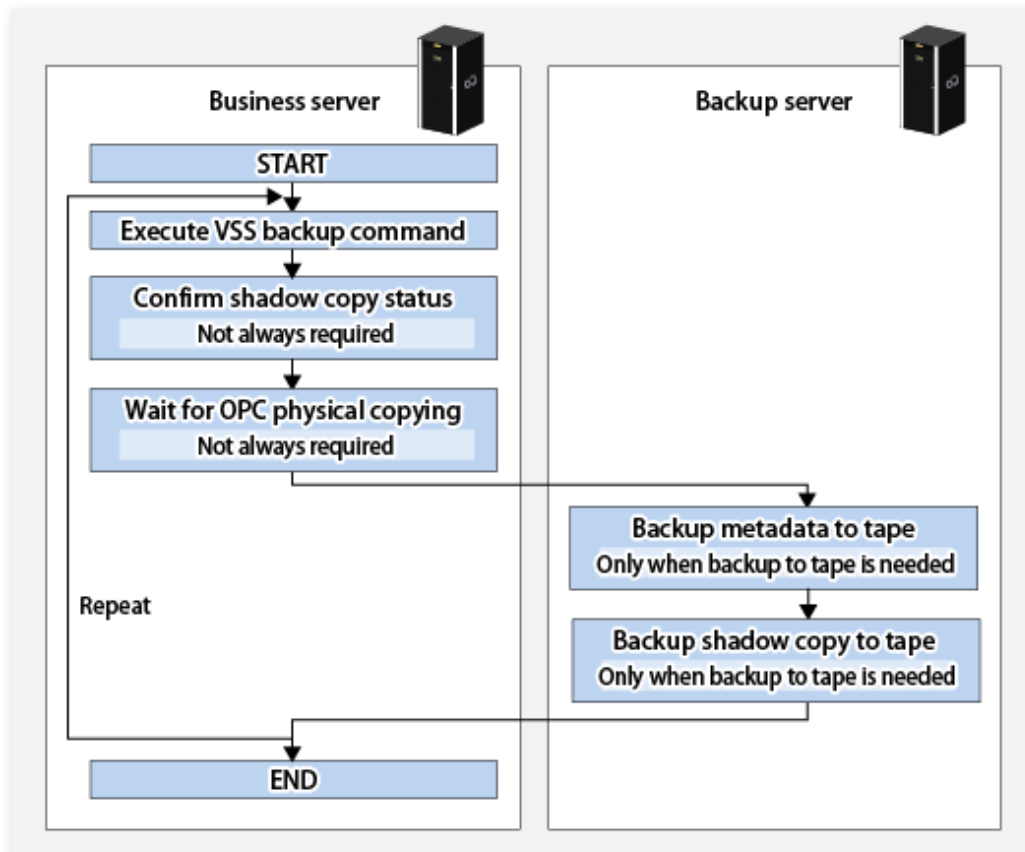 Business server
START
Execute VSS backup command
Confirm shadow copy status
Not always required
Wait for OPC physical copying
Not always required
Repeat
END
Backup server
Backup metadata to tape
Only when backup to tape is needed
Backup shadow copy to tape
Only when backup to tape is needed